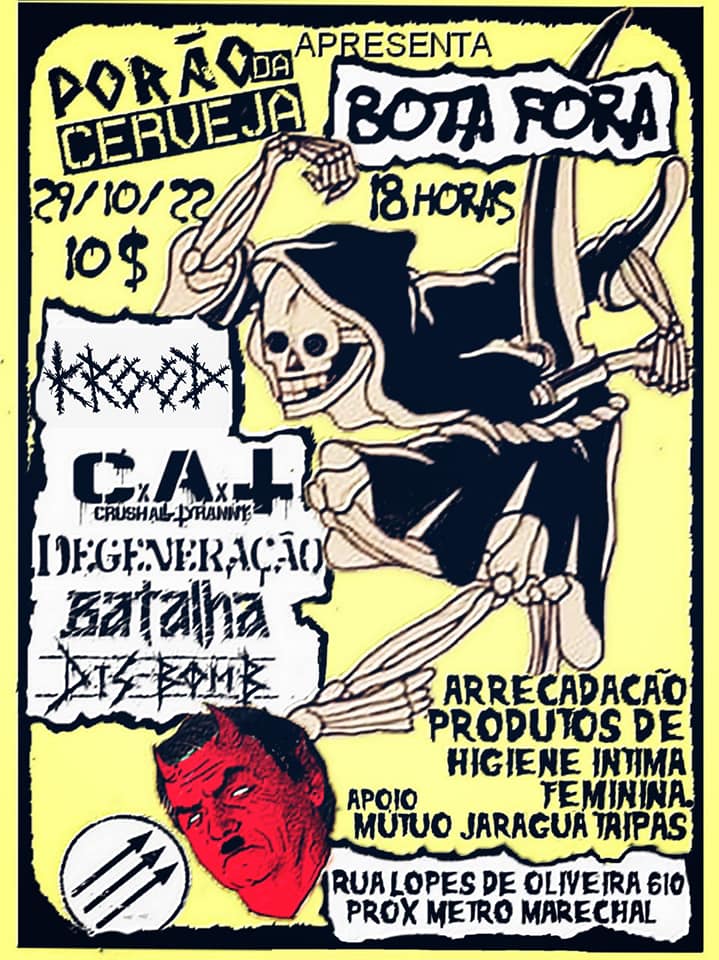 PORÃO DA
CERVEJA
APRESENTA
BOTA FORA
29/10/22
18 HORAS
10 $
KROOD
C.x.A.x.T
CRUSH ALL TYRANNY
DEGENERAÇÃO
Batalha
DIS-BOMB
ARRECADACÃO
PRODUTOS DE
HIGIENE INTIMA
FEMININA.
APOIO
MUTUO JARAGUA TAIPAS
RUA LOPES DE OLIVEIRA 610
PROX METRO MARECHAL